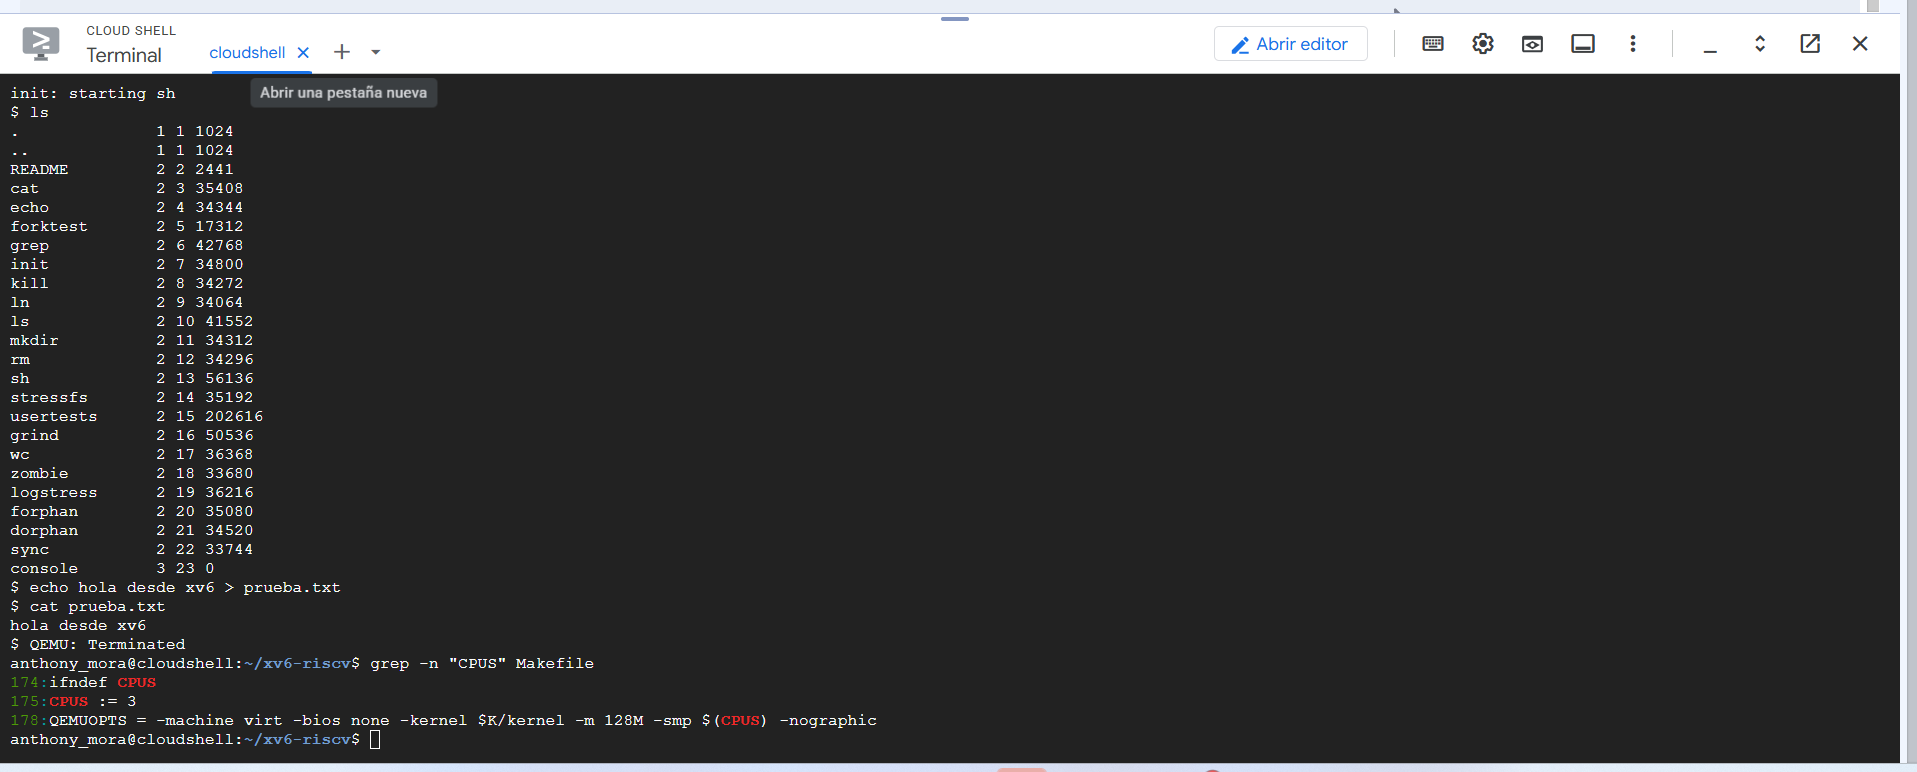 CLOUD SHELL
Terminal
cloudshell
Abrir editor
Abrir una pestaña nueva
init: starting sh
$ ls
.              1 1 1024
..             1 1 1024
README         2 2 2441
cat            2 3 35408
echo           2 4 34344
forktest       2 5 17312
grep           2 6 42768
init           2 7 34800
kill           2 8 34272
ln             2 9 34064
ls             2 10 41552
mkdir          2 11 34312
rm             2 12 34296
sh             2 13 56136
stressfs       2 14 35192
usertests      2 15 202616
grind          2 16 50536
wc             2 17 36368
zombie         2 18 33680
logstress      2 19 36216
forphan        2 20 35080
dorphan        2 21 34520
sync           2 22 33744
console        3 23 0
$ echo hola desde xv6 > prueba.txt
$ cat prueba.txt
hola desde xv6
$ QEMU: Terminated
anthony_mora@cloudshell:~/xv6-riscv$ grep -n "CPUS" Makefile
174:ifndef CPUS
175:CPUS := 3
178:QEMUOPTS = -machine virt -bios none -kernel $K/kernel -m 128M -smp $(CPUS) -nographic
anthony_mora@cloudshell:~/xv6-riscv$